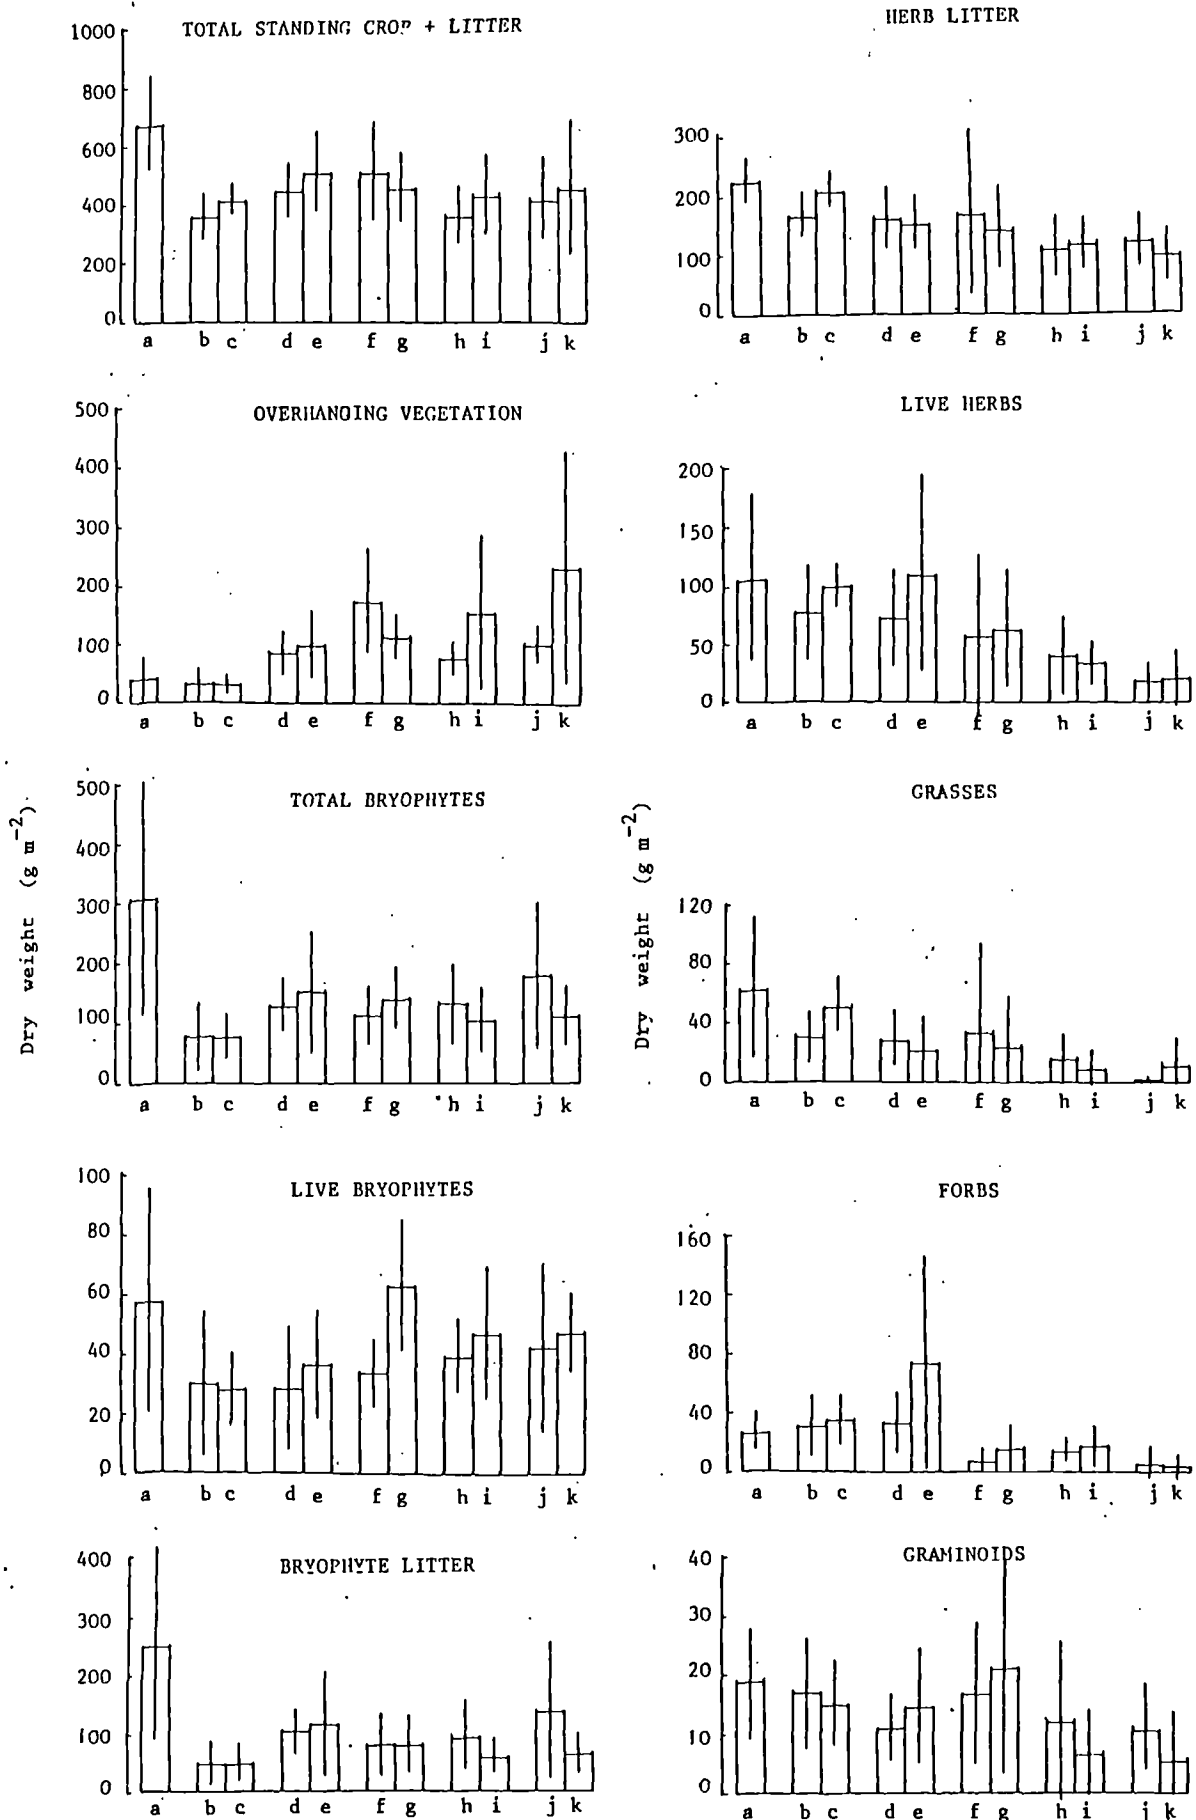 TOTAL STANDING CROP + LITTER
1000
800
600
400
200
0
a b c d e f g h i j k
HERB LITTER
300
200
100
0
a b c d e f g h i j k
OVERHANGING VEGETATION
500
400
300
200
100
0
a b c d e f g h i j k
LIVE HERBS
200
150
100
50
0
a b c d e f g h i j k
Dry weight (g m⁻²)
TOTAL BRYOPHYTES
500
400
300
200
100
0
a b c d e f g h i j k
Dry weight (g m⁻²)
GRASSES
120
80
40
0
a b c d e f g h i j k
LIVE BRYOPHYTES
100
80
60
40
20
0
a b c d e f g h i j k
FORBS
160
120
80
40
0
a b c d e f g h i j k
BRYOPHYTE LITTER
400
300
200
100
0
a b c d e f g h i j k
GRAMINOIDS
40
30
20
10
0
a b c d e f g h i j k